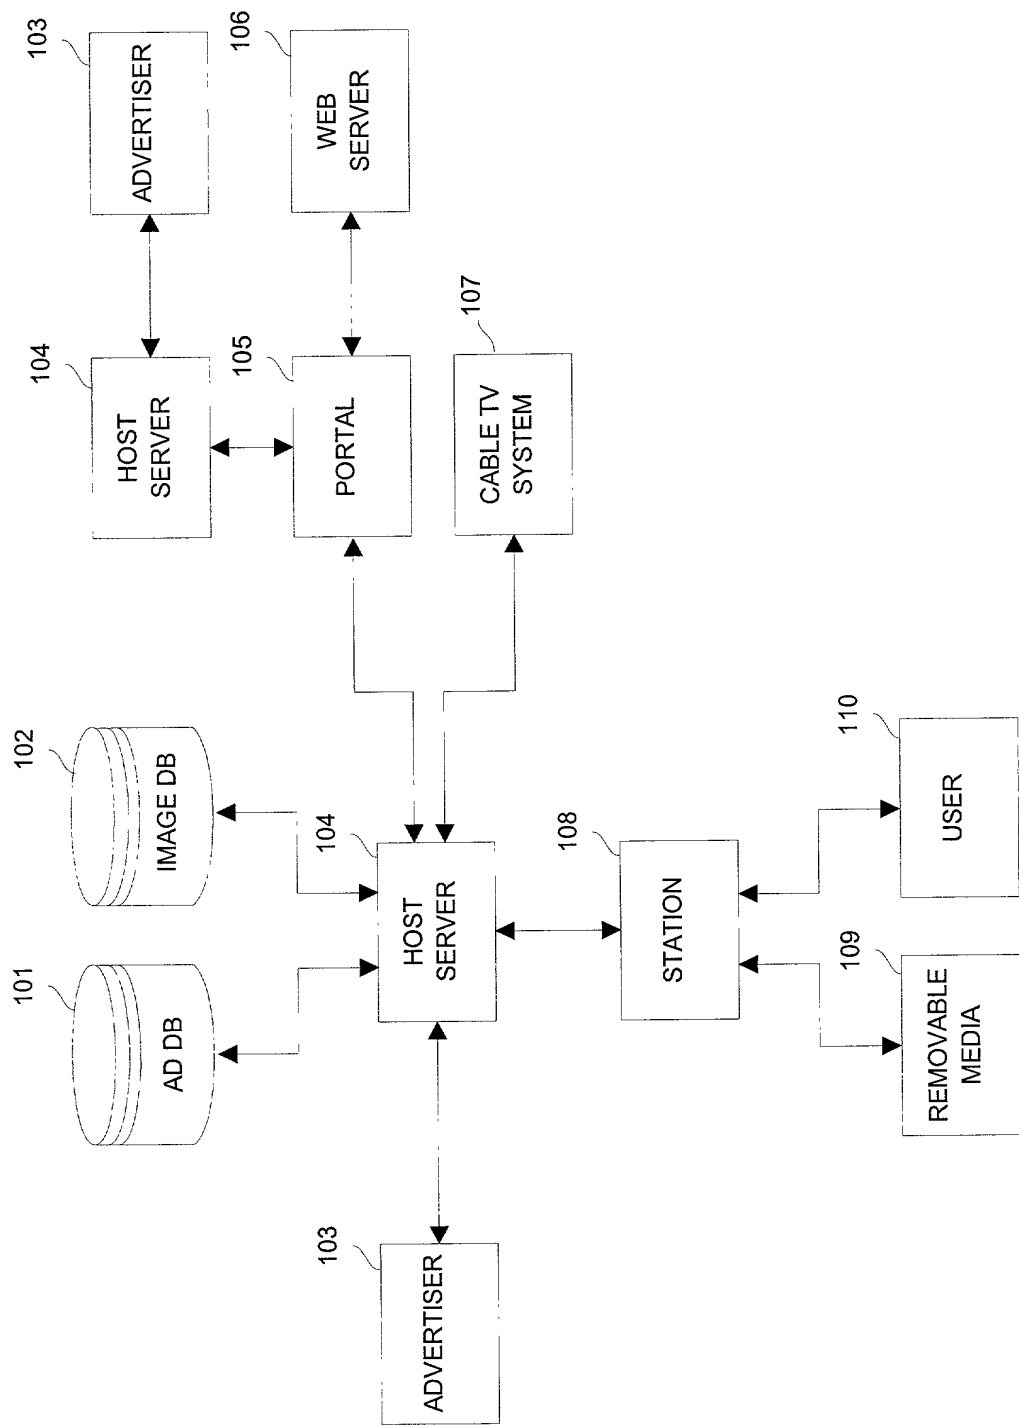 101
AD DB
102
IMAGE DB
103
ADVERTISER
104
HOST
SERVER
104
HOST
SERVER
103
ADVERTISER
105
PORTAL
106
WEB
SERVER
107
CABLE TV
SYSTEM
108
STATION
109
REMOVABLE
MEDIA
110
USER